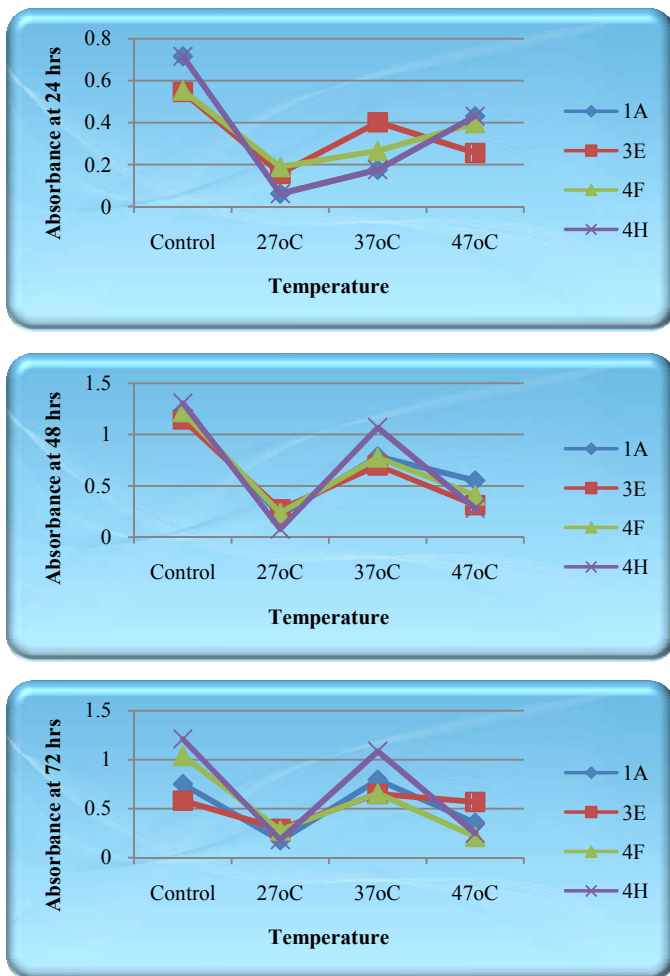 Absorbance at 24 hrs
0.8
0.6
0.4
0.2
0
Control 27oC 37oC 47oC
Temperature
1A
3E
4F
4H
Absorbance at 48 hrs
1.5
1
0.5
0
Control 27oC 37oC 47oC
Temperature
1A
3E
4F
4H
Absorbance at 72 hrs
1.5
1
0.5
0
Control 27oC 37oC 47oC
Temperature
1A
3E
4F
4H